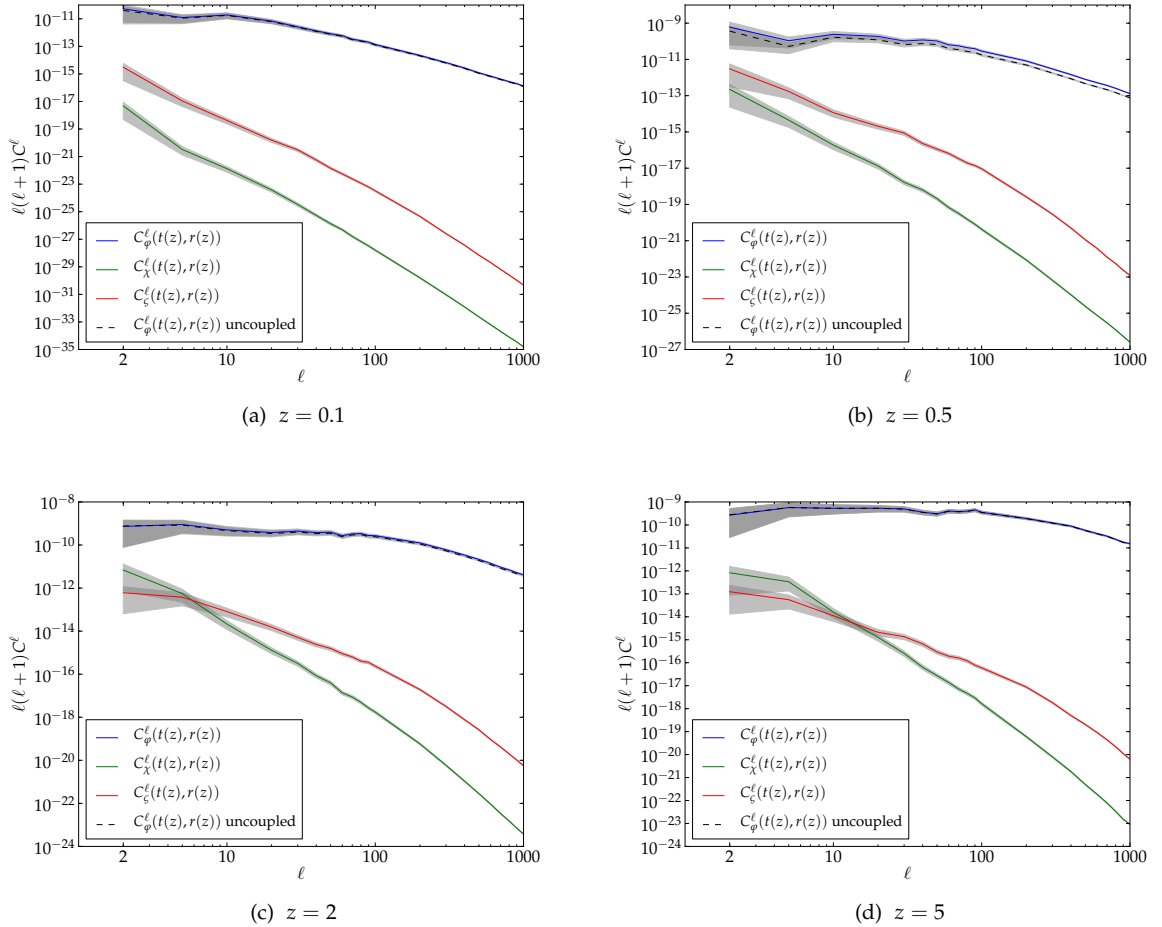 10⁻¹¹
10⁻¹³
10⁻¹⁵
10⁻¹⁷
10⁻¹⁹
10⁻²¹
10⁻²³
10⁻²⁵
10⁻²⁷
10⁻²⁹
10⁻³¹
10⁻³³
10⁻³⁵
ℓ(ℓ+1)C^ℓ
C^ℓ_φ(t(z), r(z))
C^ℓ_χ(t(z), r(z))
C^ℓ_ς(t(z), r(z))
C^ℓ_φ(t(z), r(z)) uncoupled
2 10 100 1000
ℓ
(a) z = 0.1
10⁻⁹
10⁻¹¹
10⁻¹³
10⁻¹⁵
10⁻¹⁷
10⁻¹⁹
10⁻²¹
10⁻²³
10⁻²⁵
10⁻²⁷
ℓ(ℓ+1)C^ℓ
C^ℓ_φ(t(z), r(z))
C^ℓ_χ(t(z), r(z))
C^ℓ_ς(t(z), r(z))
C^ℓ_φ(t(z), r(z)) uncoupled
2 10 100 1000
ℓ
(b) z = 0.5
10⁻⁸
10⁻¹⁰
10⁻¹²
10⁻¹⁴
10⁻¹⁶
10⁻¹⁸
10⁻²⁰
10⁻²²
10⁻²⁴
ℓ(ℓ+1)C^ℓ
C^ℓ_φ(t(z), r(z))
C^ℓ_χ(t(z), r(z))
C^ℓ_ς(t(z), r(z))
C^ℓ_φ(t(z), r(z)) uncoupled
2 10 100 1000
ℓ
(c) z = 2
10⁻⁹
10⁻¹⁰
10⁻¹¹
10⁻¹²
10⁻¹³
10⁻¹⁴
10⁻¹⁵
10⁻¹⁶
10⁻¹⁷
10⁻¹⁸
10⁻¹⁹
10⁻²⁰
10⁻²¹
10⁻²²
10⁻²³
10⁻²⁴
ℓ(ℓ+1)C^ℓ
C^ℓ_φ(t(z), r(z))
C^ℓ_χ(t(z), r(z))
C^ℓ_ς(t(z), r(z))
C^ℓ_φ(t(z), r(z)) uncoupled
2 10 100 1000
ℓ
(d) z = 5